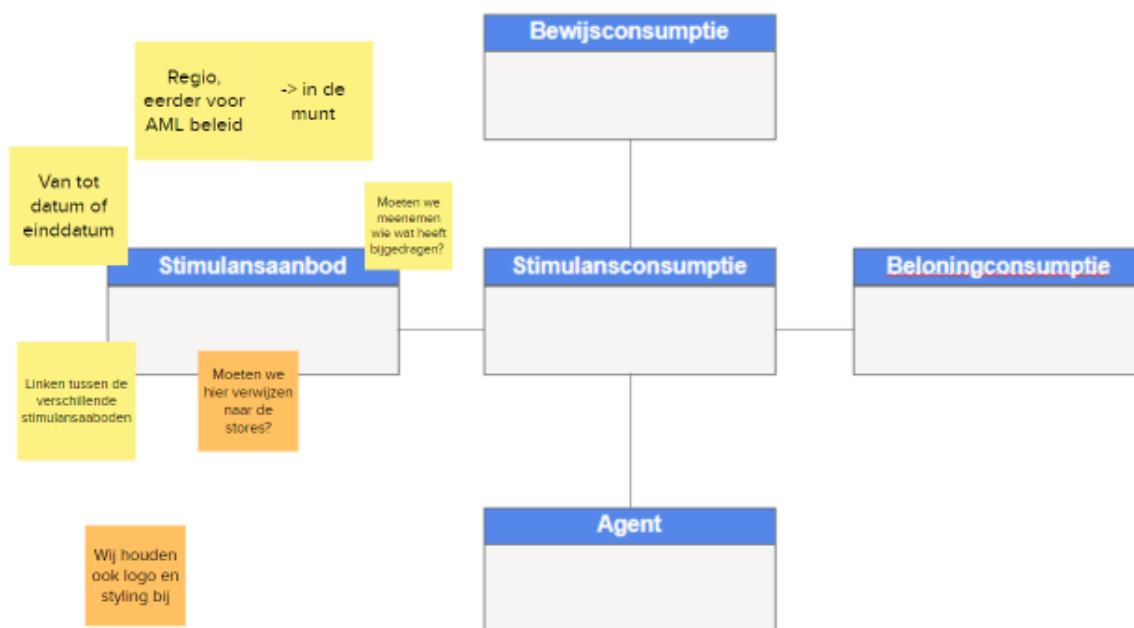 Bewijsconsumptie
Regio,
eerder voor
AML beleid
-> in de
munt
Van tot
datum of
einddatum
Moeten we
meenemen
wie wat heeft
bijgedragen?
Stimulansaanbod
Stimulansconsumptie
Beloningconsumptie
Linken tussen de
verschillende
stimulansaaboden
Moeten we
hier verwijzen
naar de
stores?
Agent
Wij houden
ook logo en
styling bij